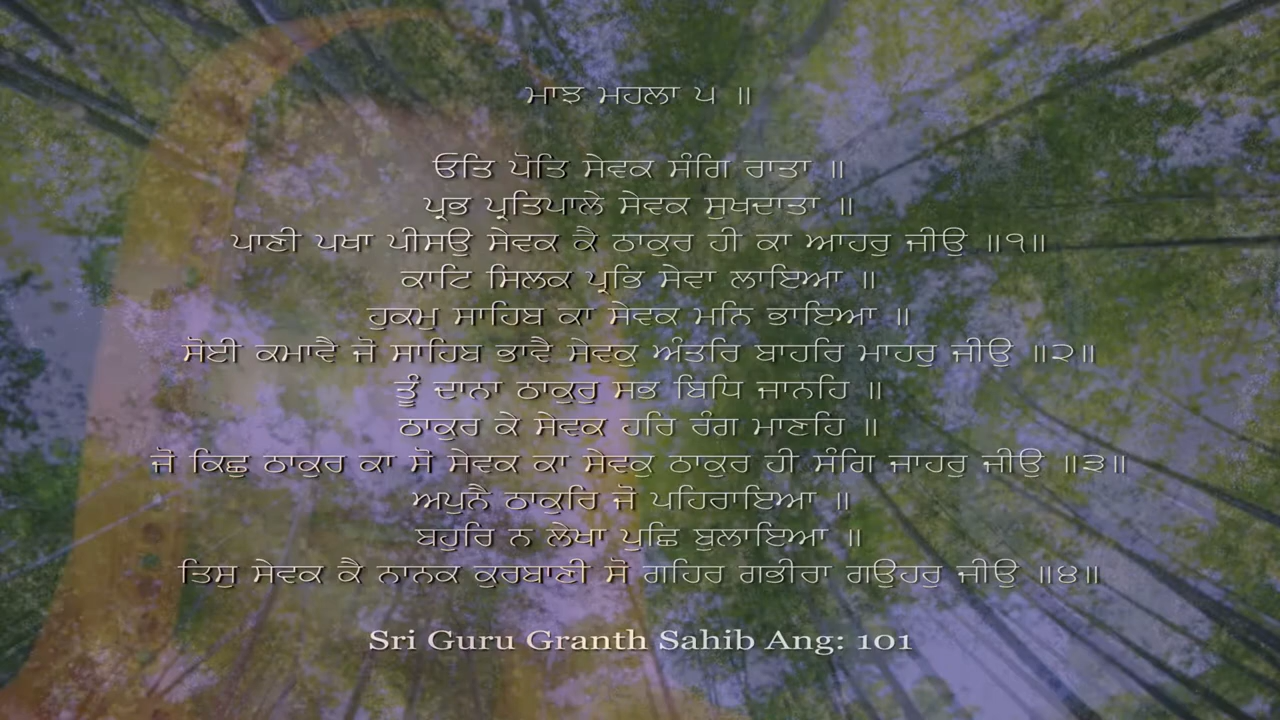 ਮਾਝ ਮਹਲਾ ੫ ॥
ਓਤਿ ਪੋਤਿ ਸੇਵਕ ਸੰਗਿ ਰਾਤਾ ॥
ਪ੍ਰਭ ਪ੍ਰਤਿਪਾਲੇ ਸੇਵਕ ਸੁਖਦਾਤਾ ॥
ਪਾਣੀ ਪਖਾ ਪੀਸਉ ਸੇਵਕ ਕੈ ਠਾਕੁਰ ਹੀ ਕਾ ਆਹਰੁ ਜੀਉ ॥੧॥
ਕਾਟਿ ਸਿਲਕ ਪ੍ਰਭਿ ਸੇਵਾ ਲਾਇਆ ॥
ਹੁਕਮੁ ਸਾਹਿਬ ਕਾ ਸੇਵਕ ਮਨਿ ਭਾਇਆ ॥
ਸੋਈ ਕਮਾਵੈ ਜੋ ਸਾਹਿਬ ਭਾਵੈ ਸੇਵਕੁ ਅੰਤਰਿ ਬਾਹਰਿ ਮਾਹਰੁ ਜੀਉ ॥੨॥
ਤੂੰ ਦਾਨਾ ਠਾਕੁਰੁ ਸਭ ਬਿਧਿ ਜਾਨਹਿ ॥
ਠਾਕੁਰ ਕੇ ਸੇਵਕ ਹਰਿ ਰੰਗ ਮਾਣਹਿ ॥
ਜੋ ਕਿਛੁ ਠਾਕੁਰ ਕਾ ਸੋ ਸੇਵਕ ਕਾ ਸੇਵਕੁ ਠਾਕੁਰ ਹੀ ਸੰਗਿ ਜਾਹਰੁ ਜੀਉ ॥੩॥
ਅਪੁਨੈ ਠਾਕੁਰਿ ਜੋ ਪਹਿਰਾਇਆ ॥
ਬਹੁਰਿ ਨ ਲੇਖਾ ਪੁਛਿ ਬੁਲਾਇਆ ॥
ਤਿਸੁ ਸੇਵਕ ਕੈ ਨਾਨਕ ਕੁਰਬਾਣੀ ਸੋ ਗਹਿਰ ਗਭੀਰਾ ਗਉਹਰੁ ਜੀਉ ॥੪॥
Sri Guru Granth Sahib Ang: 101